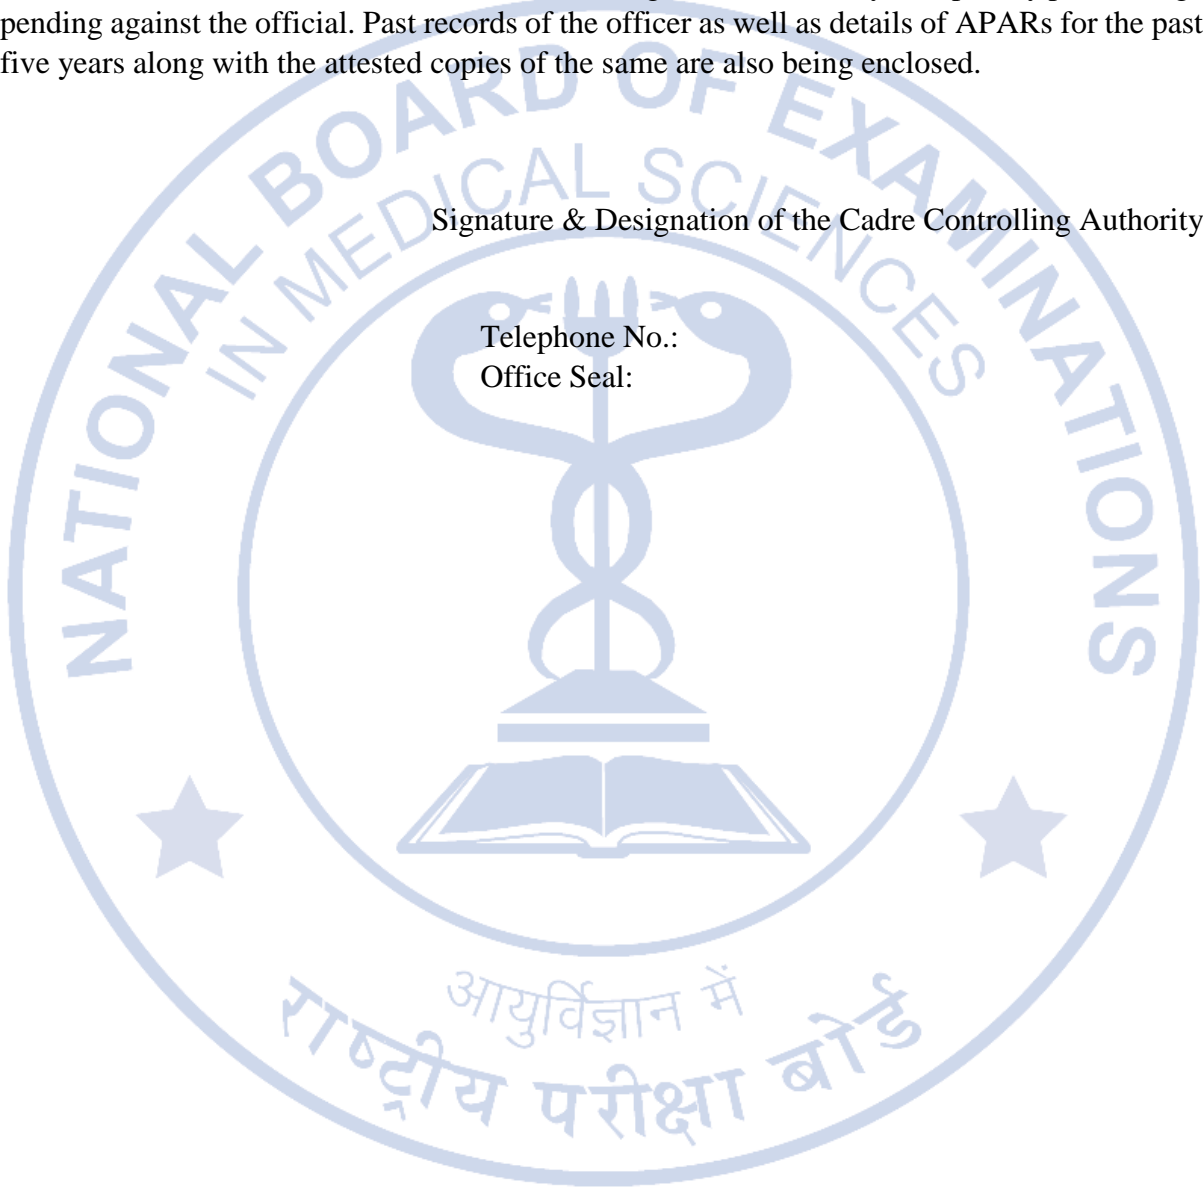 pending against the official. Past records of the officer as well as details of APARs for the past
five years along with the attested copies of the same are also being enclosed.
Signature & Designation of the Cadre Controlling Authority
Telephone No.:
Office Seal:
NATIONAL BOARD OF EXAMINATIONS
IN MEDICAL SCIENCES
आयुर्विज्ञान में
राष्ट्रीय परीक्षा बोर्ड